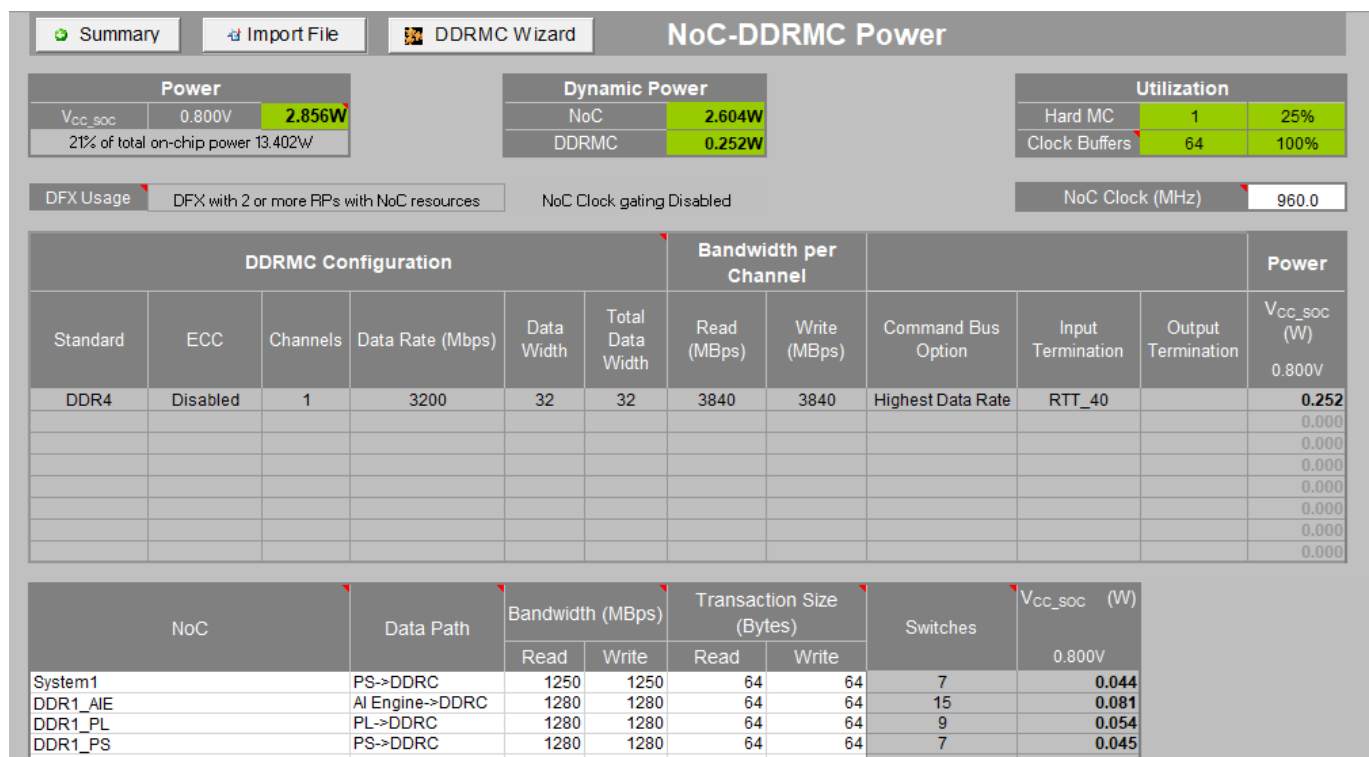 Summary Import File DDRMC Wizard NoC-DDRMC Power
Power Dynamic Power Utilization
Vcc_soc 0.800V 2.856W NoC 2.604W Hard MC 1 25%
21% of total on-chip power 13.402W DDRMC 0.252W Clock Buffers 64 100%
DFX Usage DFX with 2 or more RPs with NoC resources NoC Clock gating Disabled NoC Clock (MHz) 960.0
DDRMC Configuration Bandwidth per Channel Power
Standard ECC Channels Data Rate (Mbps) Data Width Total Data Width Read (MBps) Write (MBps) Command Bus Option Input Termination Output Termination Vcc_soc (W) 0.800V
DDR4 Disabled 1 3200 32 32 3840 3840 Highest Data Rate RTT_40 0.252
0.000
0.000
0.000
0.000
0.000
0.000
0.000
NoC Data Path Bandwidth (MBps) Transaction Size (Bytes) Switches Vcc_soc (W)
Read Write Read Write 0.800V
System1 PS->DDRC 1250 1250 64 64 7 0.044
DDR1_AIE AI Engine->DDRC 1280 1280 64 64 15 0.081
DDR1_PL PL->DDRC 1280 1280 64 64 9 0.054
DDR1_PS PS->DDRC 1280 1280 64 64 7 0.045